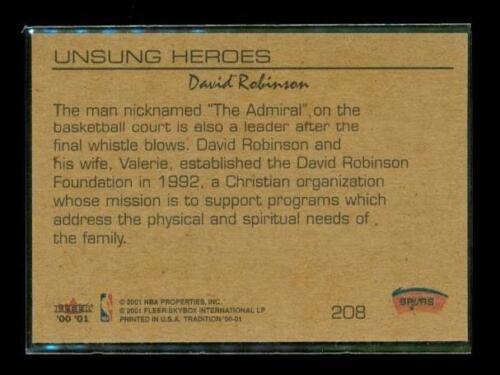 UNSUNG HEROES
David Robinson
The man nicknamed "The Admiral", on the
basketball court is also a leader after the
final whistle blows. David Robinson and
his wife, Valerie, established the David Robinson
Foundation in 1992, a Christian organization
whose mission is to support programs which
address the physical and spiritual needs of
the family.
FLEER
'00 '01
NBA
© 2001 NBA PROPERTIES, INC.
© 2001 FLEER/SKYBOX INTERNATIONAL LP
PRINTED IN U.S.A. TRADITION '00-01
208
SPURS